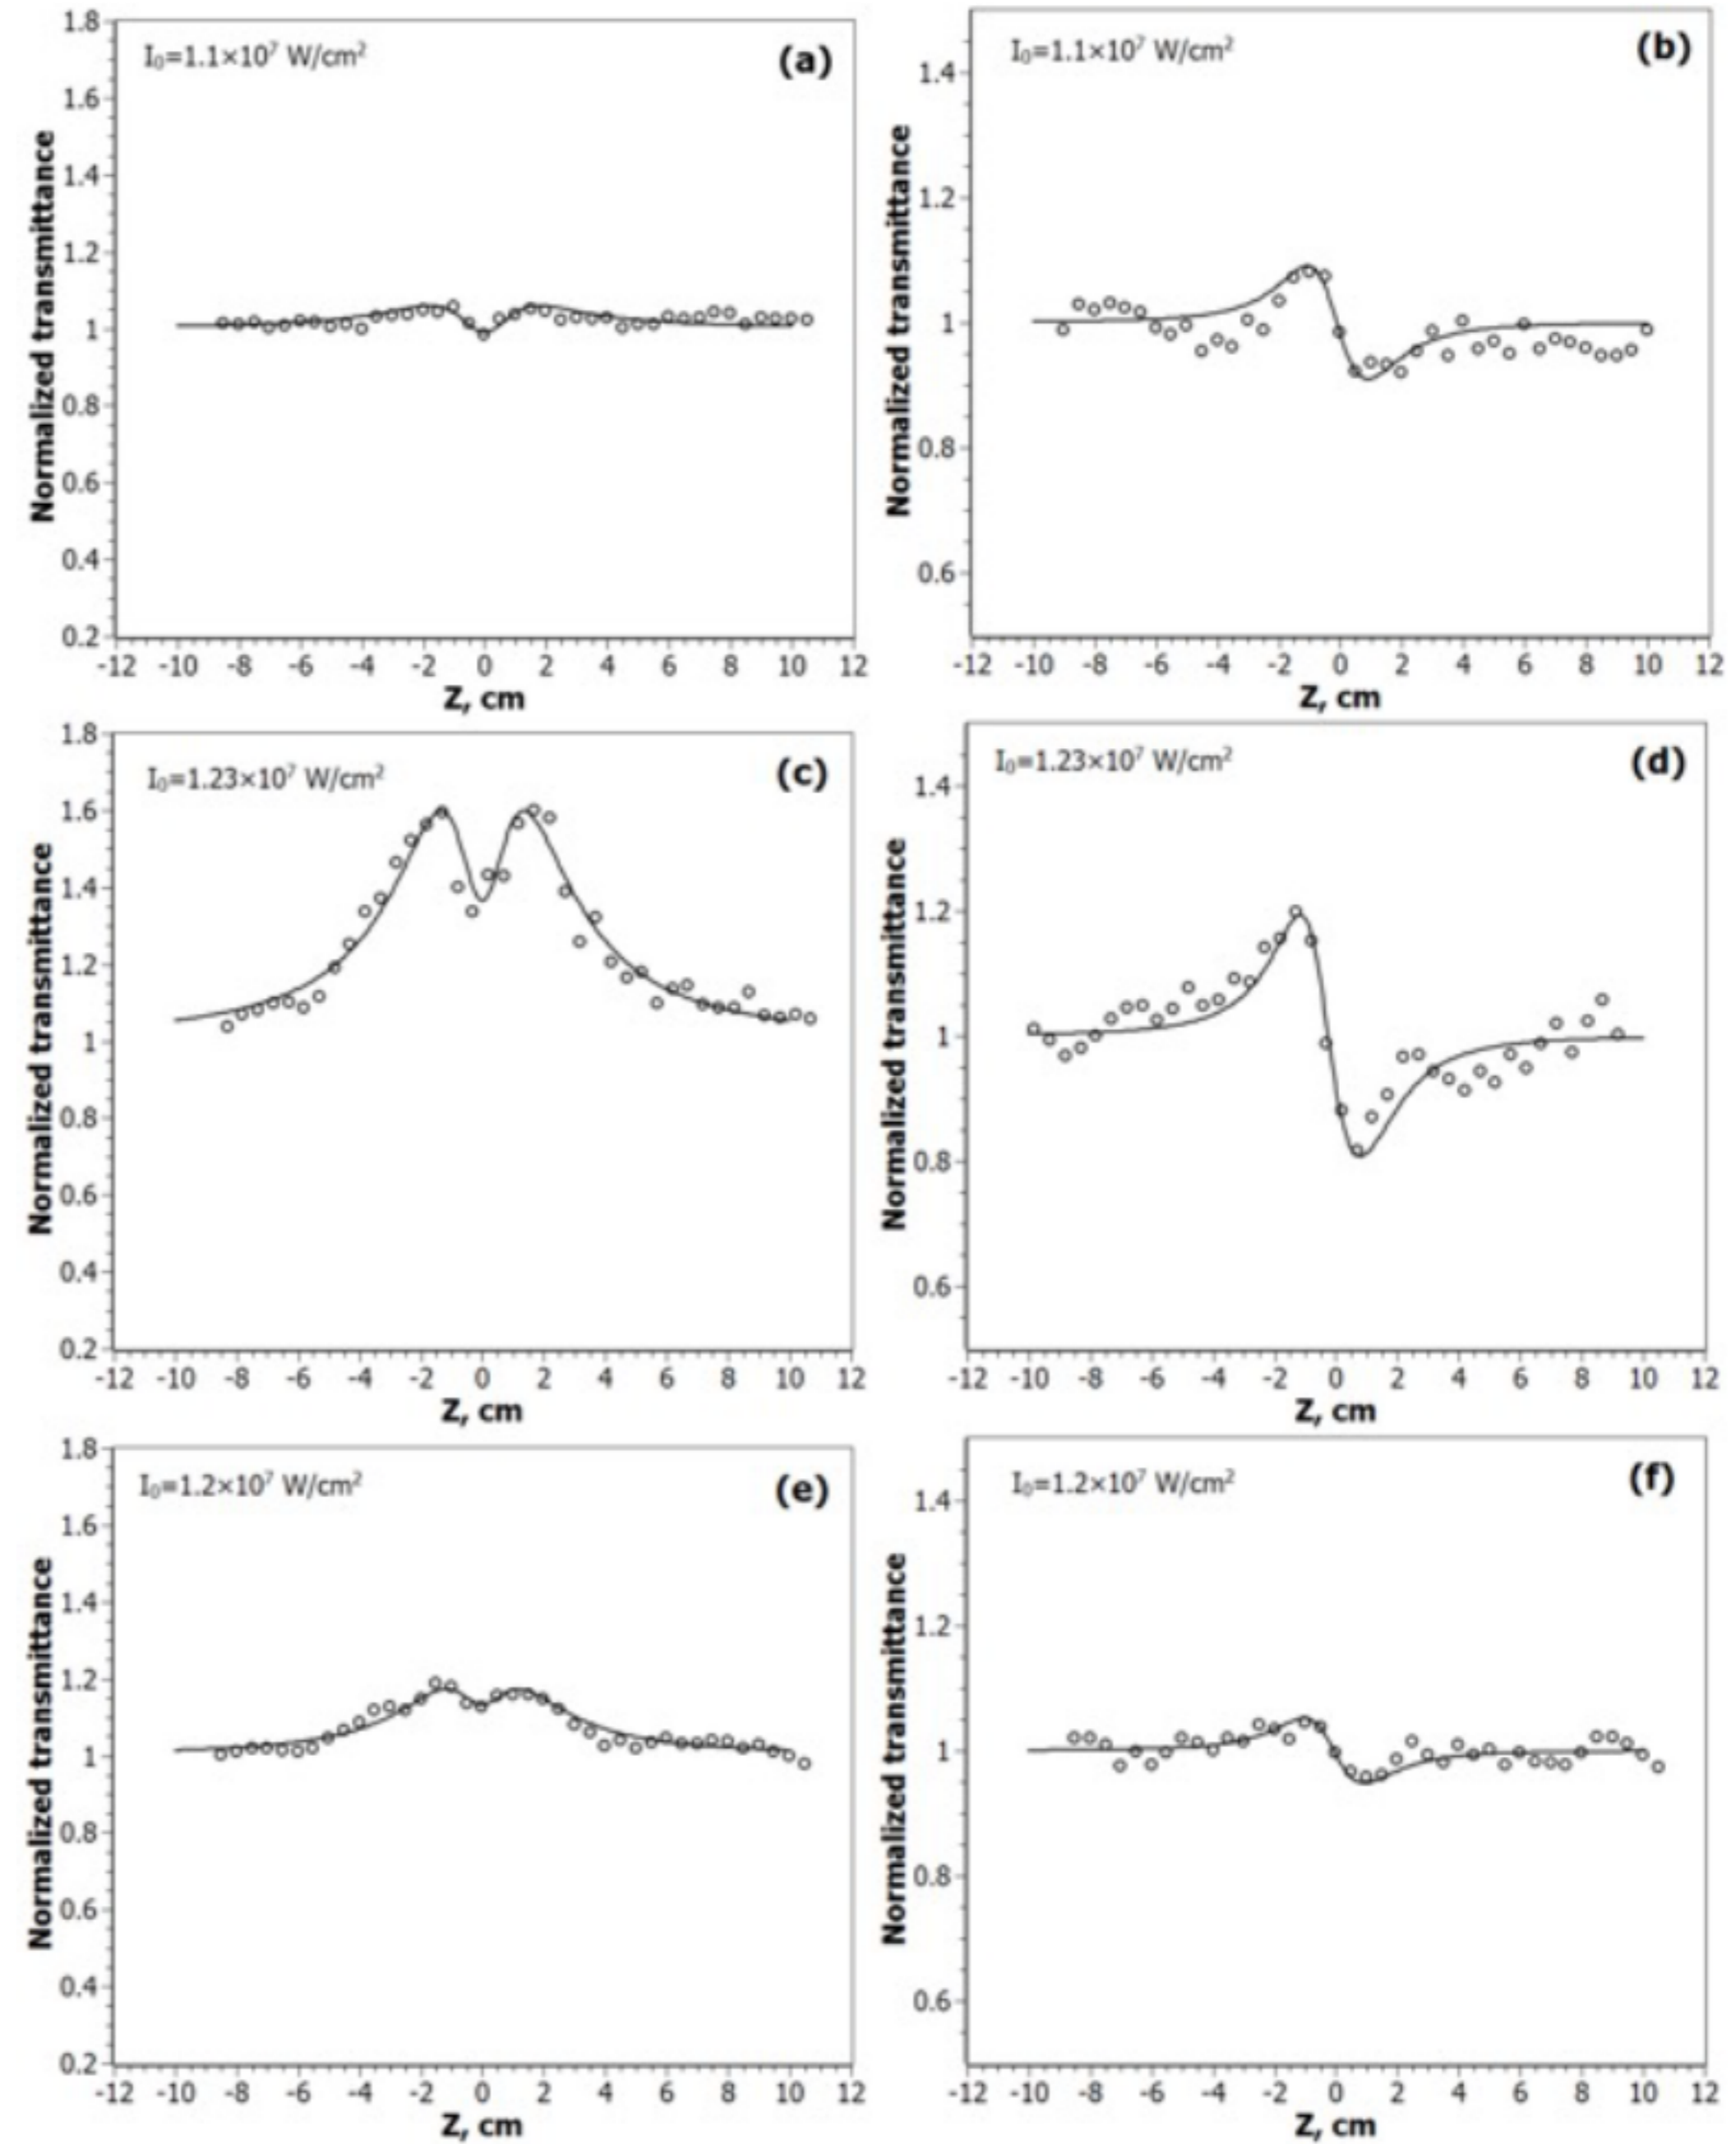 I₀=1.1×10⁷ W/cm²
(a)
Normalized transmittance
1.8
1.6
1.4
1.2
1
0.8
0.6
0.4
0.2
-12 -10 -8 -6 -4 -2 0 2 4 6 8 10 12
Z, cm
I₀=1.1×10⁷ W/cm²
(b)
Normalized transmittance
1.4
1.2
1
0.8
0.6
-12 -10 -8 -6 -4 -2 0 2 4 6 8 10 12
Z, cm
I₀=1.23×10⁷ W/cm²
(c)
Normalized transmittance
1.8
1.6
1.4
1.2
1
0.8
0.6
0.4
0.2
-12 -10 -8 -6 -4 -2 0 2 4 6 8 10 12
Z, cm
I₀=1.23×10⁷ W/cm²
(d)
Normalized transmittance
1.4
1.2
1
0.8
0.6
-12 -10 -8 -6 -4 -2 0 2 4 6 8 10 12
Z, cm
I₀=1.2×10⁷ W/cm²
(e)
Normalized transmittance
1.8
1.6
1.4
1.2
1
0.8
0.6
0.4
0.2
-12 -10 -8 -6 -4 -2 0 2 4 6 8 10 12
Z, cm
I₀=1.2×10⁷ W/cm²
(f)
Normalized transmittance
1.4
1.2
1
0.8
0.6
-12 -10 -8 -6 -4 -2 0 2 4 6 8 10 12
Z, cm